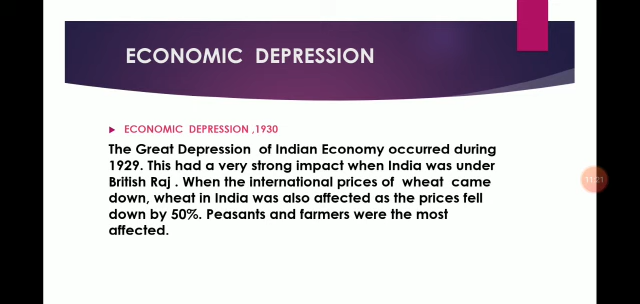 ECONOMIC DEPRESSION
ECONOMIC DEPRESSION ,1930
The Great Depression of Indian Economy occurred during
1929. This had a very strong impact when India was under
British Raj . When the international prices of wheat came
down, wheat in India was also affected as the prices fell
down by 50%. Peasants and farmers were the most
affected.
11:21